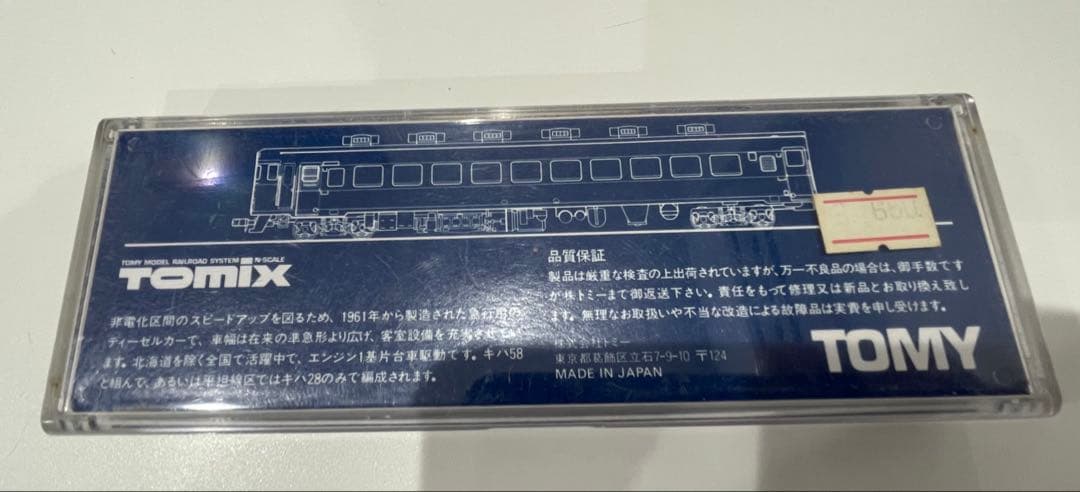 TOMY MODEL RAILROAD SYSTEM N-SCALE
TOMIX
非電化区間のスピードアップを図るため、1961年から製造された急行用の
ディーゼルカーで、車幅は在来の準急形より広げ、客室設備を充実させてい
ます。北海道を除く全国で活躍中で、エンジン1基片台車駆動です。キハ58
と組んで、あるいは平坦線区ではキハ28のみで編成されます。
品質保証
製品は厳重な検査の上出荷されていますが、万一不良品の場合は、御手数です
が㈱トミーまで御返送下さい。責任をもって修理又は新品とお取り換え致し
ます。無理なお取扱いや不当な改造による故障品は実費を申し受けます。
株式会社トミー
東京都葛飾区立石7-9-10 〒124
MADE IN JAPAN
TOMY